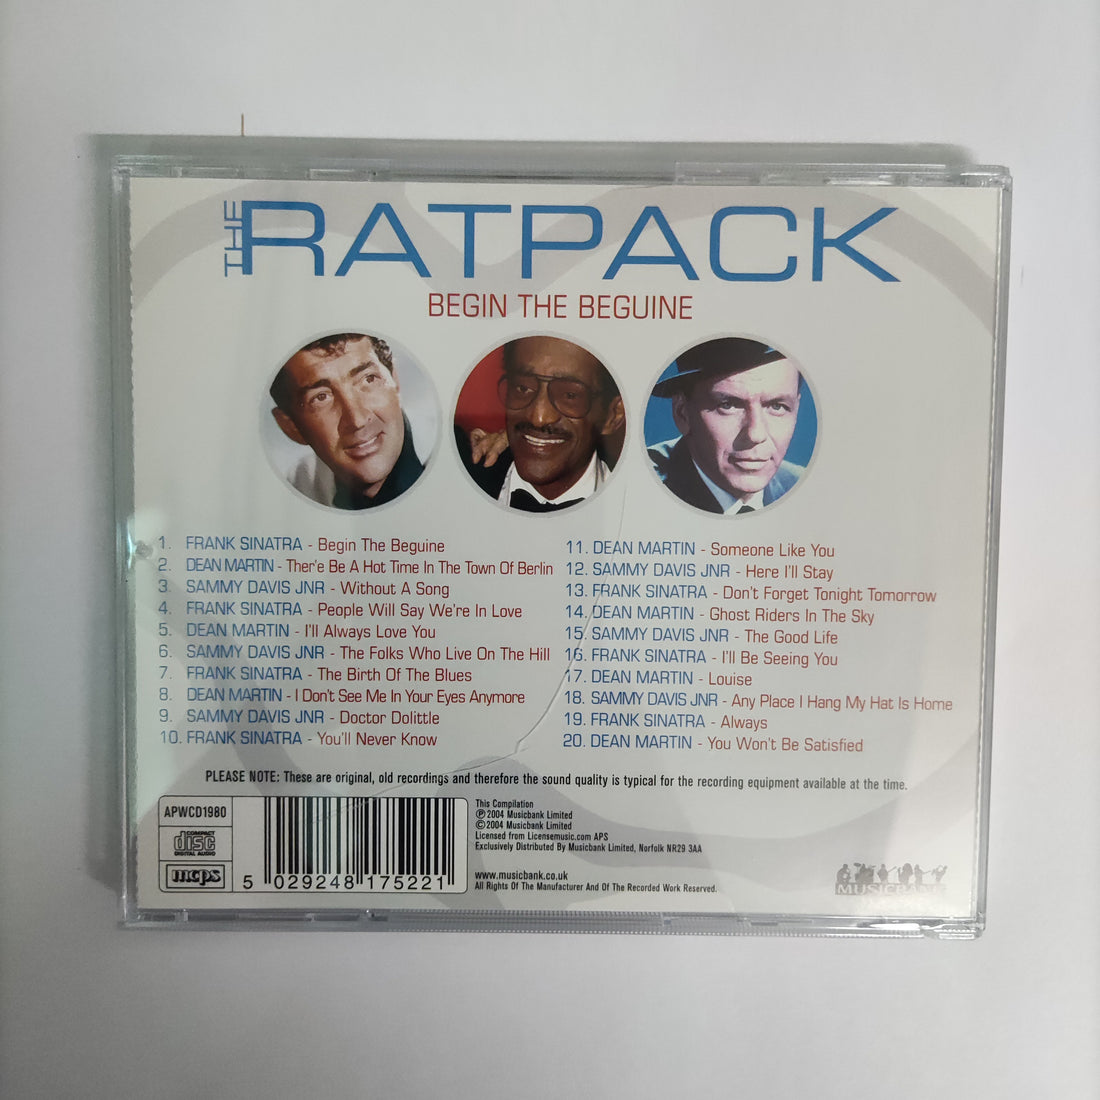 THE RATPACK
BEGIN THE BEGUINE
1. FRANK SINATRA - Begin The Beguine
2. DEAN MARTIN - Ther'e Be A Hot Time In The Town Of Berlin
3. SAMMY DAVIS JNR - Without A Song
4. FRANK SINATRA - People Will Say We're In Love
5. DEAN MARTIN - I'll Always Love You
6. SAMMY DAVIS JNR - The Folks Who Live On The Hill
7. FRANK SINATRA - The Birth Of The Blues
8. DEAN MARTIN - I Don't See Me In Your Eyes Anymore
9. SAMMY DAVIS JNR - Doctor Dolittle
10. FRANK SINATRA - You'll Never Know
11. DEAN MARTIN - Someone Like You
12. SAMMY DAVIS JNR - Here I'll Stay
13. FRANK SINATRA - Don't Forget Tonight Tomorrow
14. DEAN MARTIN - Ghost Riders In The Sky
15. SAMMY DAVIS JNR - The Good Life
16. FRANK SINATRA - I'll Be Seeing You
17. DEAN MARTIN - Louise
18. SAMMY DAVIS JNR - Any Place I Hang My Hat Is Home
19. FRANK SINATRA - Always
20. DEAN MARTIN - You Won't Be Satisfied
PLEASE NOTE: These are original, old recordings and therefore the sound quality is typical for the recording equipment available at the time.
APWCD1980
COMPACT
disc
DIGITAL AUDIO
mcps
5 029248 175221
This Compilation
℗ 2004 Musicbank Limited
© 2004 Musicbank Limited
Licensed from Licensemusic.com APS
Exclusively Distributed By Musicbank Limited, Norfolk NR29 3AA
www.musicbank.co.uk
All Rights Of The Manufacturer And Of The Recorded Work Reserved.
MUSICBANK